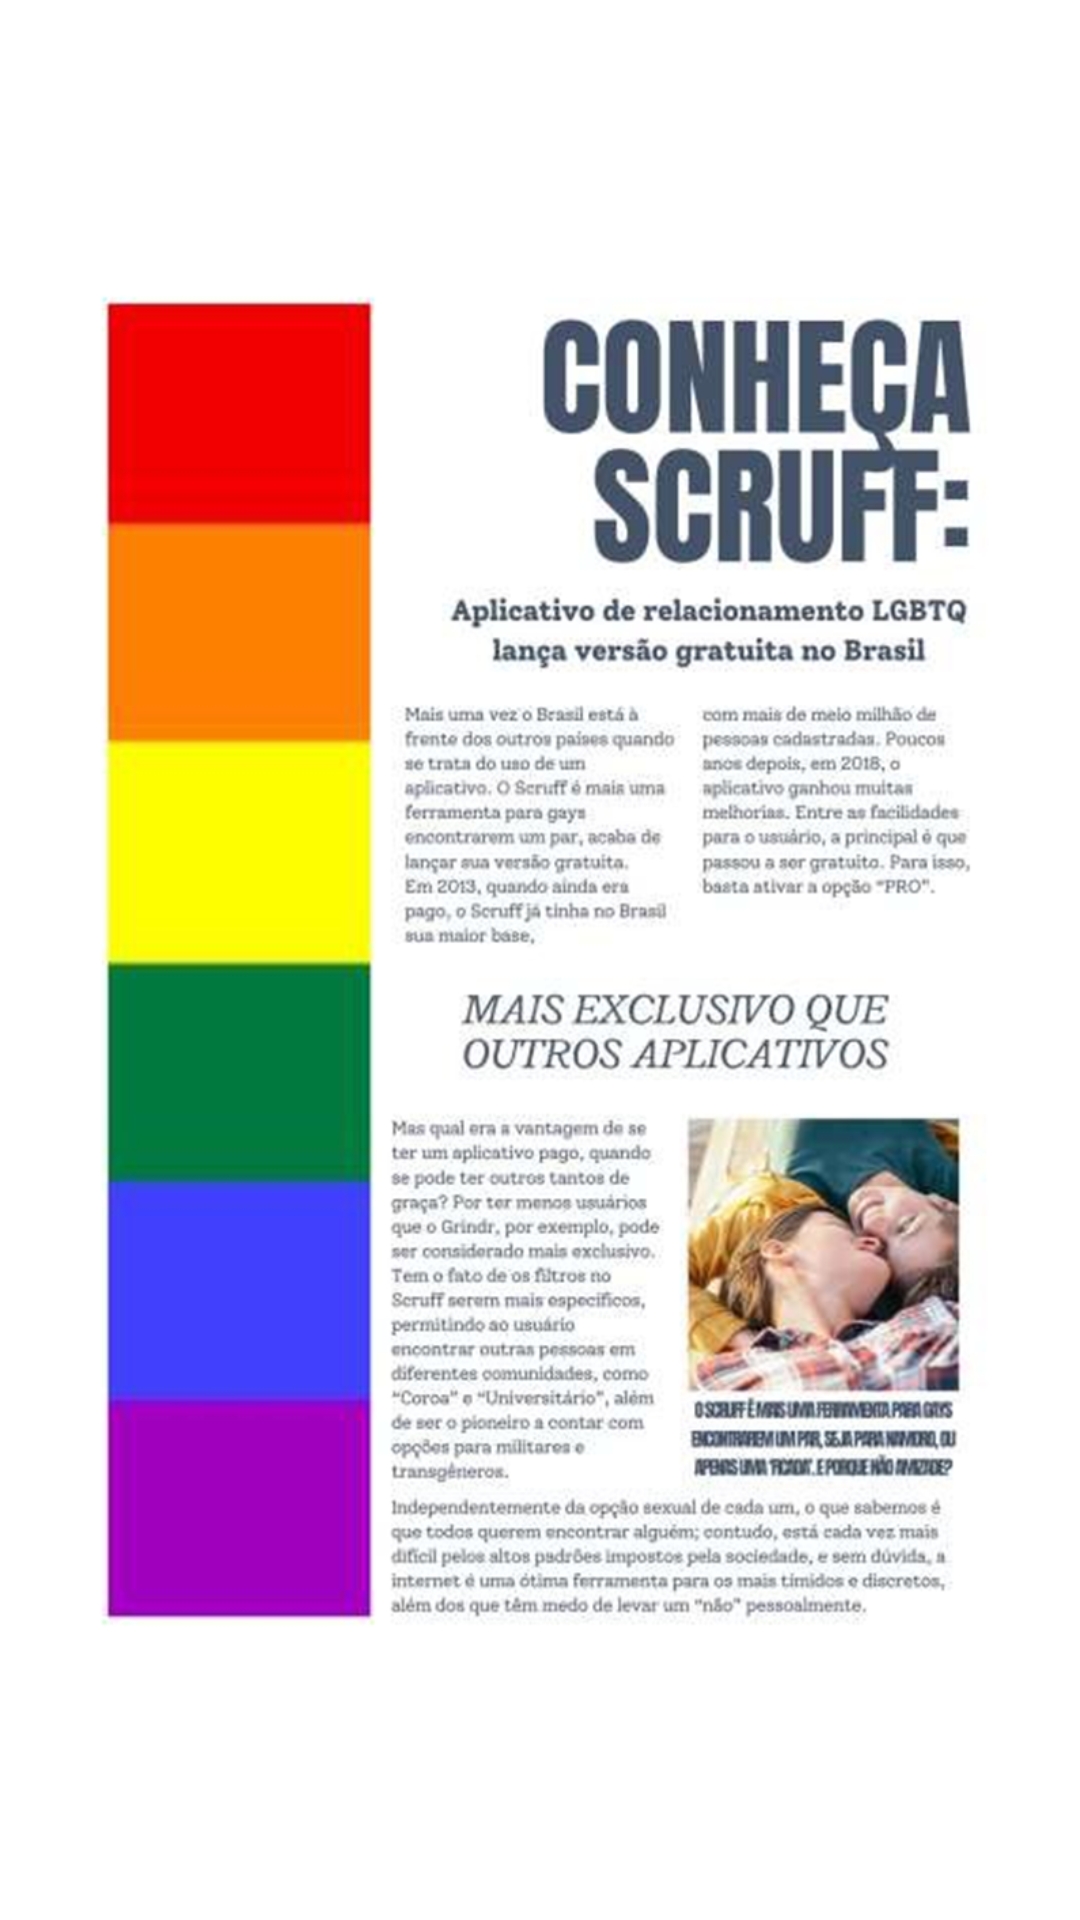 CONHEÇA
SCRUFF:
Aplicativo de relacionamento LGBTQ
lança versão gratuita no Brasil
Mais uma vez o Brasil está à
frente dos outros países quando
se trata do uso de um
aplicativo. O Scruff é mais uma
ferramenta para gays
encontrarem um par, acaba de
lançar sua versão gratuita.
Em 2013, quando ainda era
pago, o Scruff já tinha no Brasil
sua maior base,
com mais de meio milhão de
pessoas cadastradas. Poucos
anos depois, em 2018, o
aplicativo ganhou muitas
melhorias. Entre as facilidades
para o usuário, a principal é que
passou a ser gratuito. Para isso,
basta ativar a opção “PRO”.
MAIS EXCLUSIVO QUE
OUTROS APLICATIVOS
Mas qual era a vantagem de se
ter um aplicativo pago, quando
se pode ter outros tantos de
graça? Por ter menos usuários
que o Grindr, por exemplo, pode
ser considerado mais exclusivo.
Tem o fato de os filtros no
Scruff serem mais específicos,
permitindo ao usuário
encontrar outras pessoas em
diferentes comunidades, como
“Coroa” e “Universitário”, além
de ser o pioneiro a contar com
opções para militares e
transgêneros.
O SCRUFF É MAIS UMA FERRAMENTA PARA GAYS
ENCONTRAREM UM PAR, SEJA PARA NAMORO, OU
APENAS UMA "FICADA". E PORQUE NÃO AMIZADE?
Independentemente da opção sexual de cada um, o que sabemos é
que todos querem encontrar alguém; contudo, está cada vez mais
difícil pelos altos padrões impostos pela sociedade, e sem dúvida, a
internet é uma ótima ferramenta para os mais tímidos e discretos,
além dos que têm medo de levar um “não” pessoalmente.